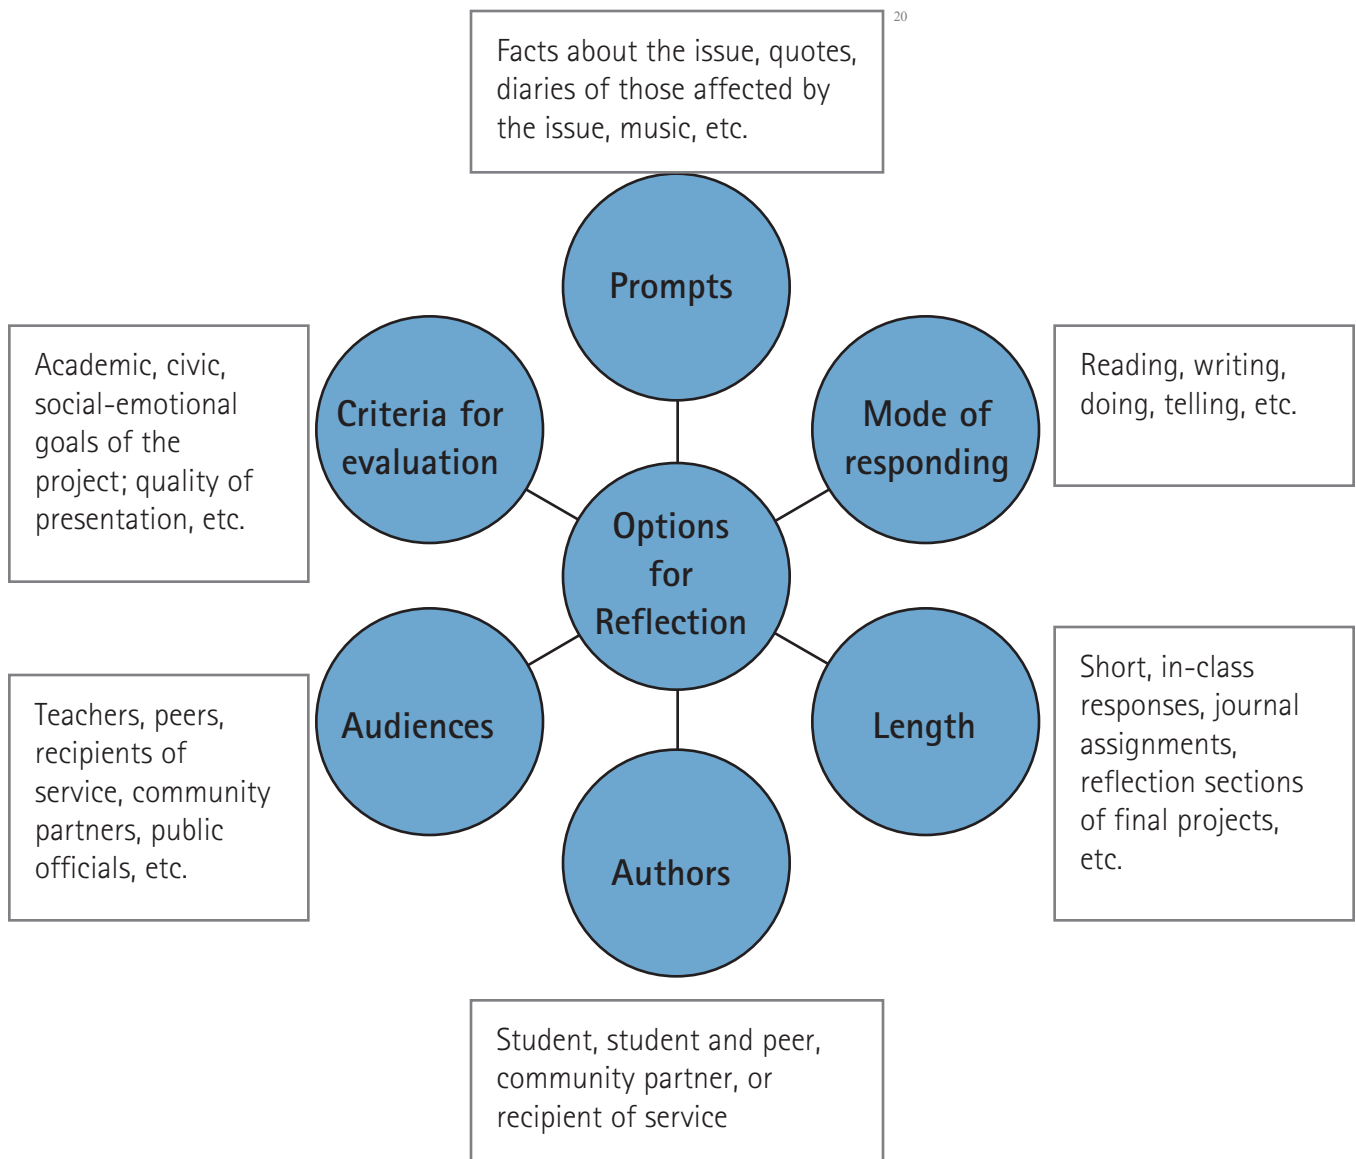 20
Facts about the issue, quotes,
diaries of those affected by
the issue, music, etc.
Prompts
Academic, civic,
social-emotional
goals of the
project; quality of
presentation, etc.
Criteria for
evaluation
Mode of
responding
Reading, writing,
doing, telling, etc.
Options
for
Reflection
Teachers, peers,
recipients of
service, community
partners, public
officials, etc.
Audiences
Length
Short, in-class
responses, journal
assignments,
reflection sections
of final projects,
etc.
Authors
Student, student and peer,
community partner, or
recipient of service